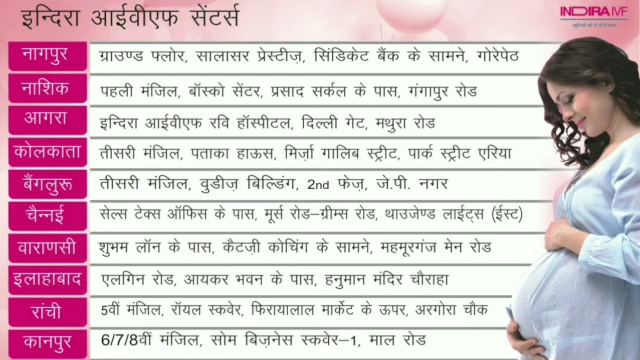 इन्दिरा आईवीएफ सेंटर्स
INDIRA IVF
नागपुर ग्राउण्ड फ्लोर, सालासर प्रेस्टीज़, सिंडिकेट बैंक के सामने, गोरेपेठ
नाशिक पहली मंजिल, बॉस्को सेंटर, प्रसाद सर्कल के पास, गंगापुर रोड
आगरा इन्दिरा आईवीएफ रवि हॉस्पीटल, दिल्ली गेट, मथुरा रोड
कोलकाता तीसरी मंजिल, पताका हाऊस, मिर्ज़ा गालिब स्ट्रीट, पार्क स्ट्रीट एरिया
बैंगलुरू तीसरी मंजिल, वुडीज़ बिल्डिंग, 2nd फेज़, जे.पी. नगर
चैन्नई सेल्स टेक्स ऑफिस के पास, मूर्स रोड–ग्रीम्स रोड, थाउजेण्ड लाईट्स (ईस्ट)
वाराणसी शुभम लॉन के पास, कैटज़ी कोचिंग के सामने, महमूरगंज मेन रोड
इलाहाबाद एलगिन रोड, आयकर भवन के पास, हनुमान मंदिर चौराहा
रांची 5वीं मंजिल, रॉयल स्कवेर, फिरायालाल मार्केट के ऊपर, अरगोरा चौक
कानपुर 6/7/8वीं मंजिल, सोम बिज़नेस स्कवेर–1, माल रोड